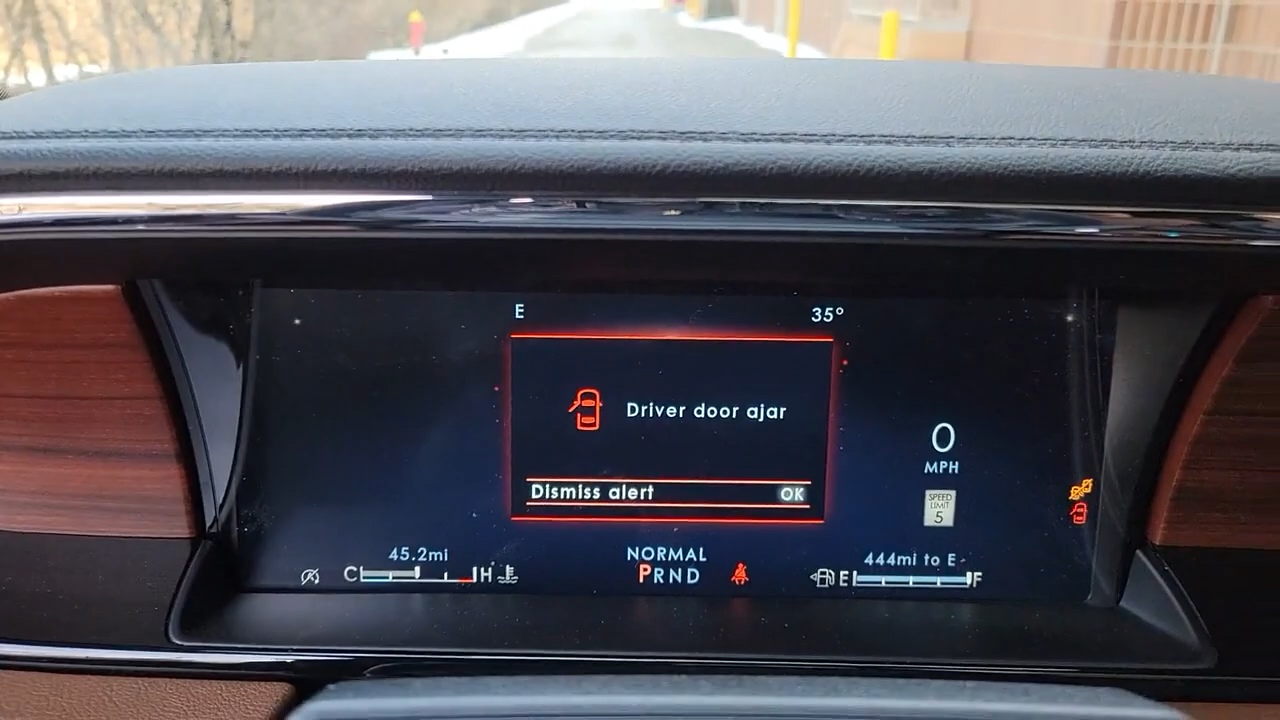 E 35°
Driver door ajar
Dismiss alert OK
0
MPH
SPEED
LIMIT
5
45.2mi NORMAL 444mi to E
C H PRND E F